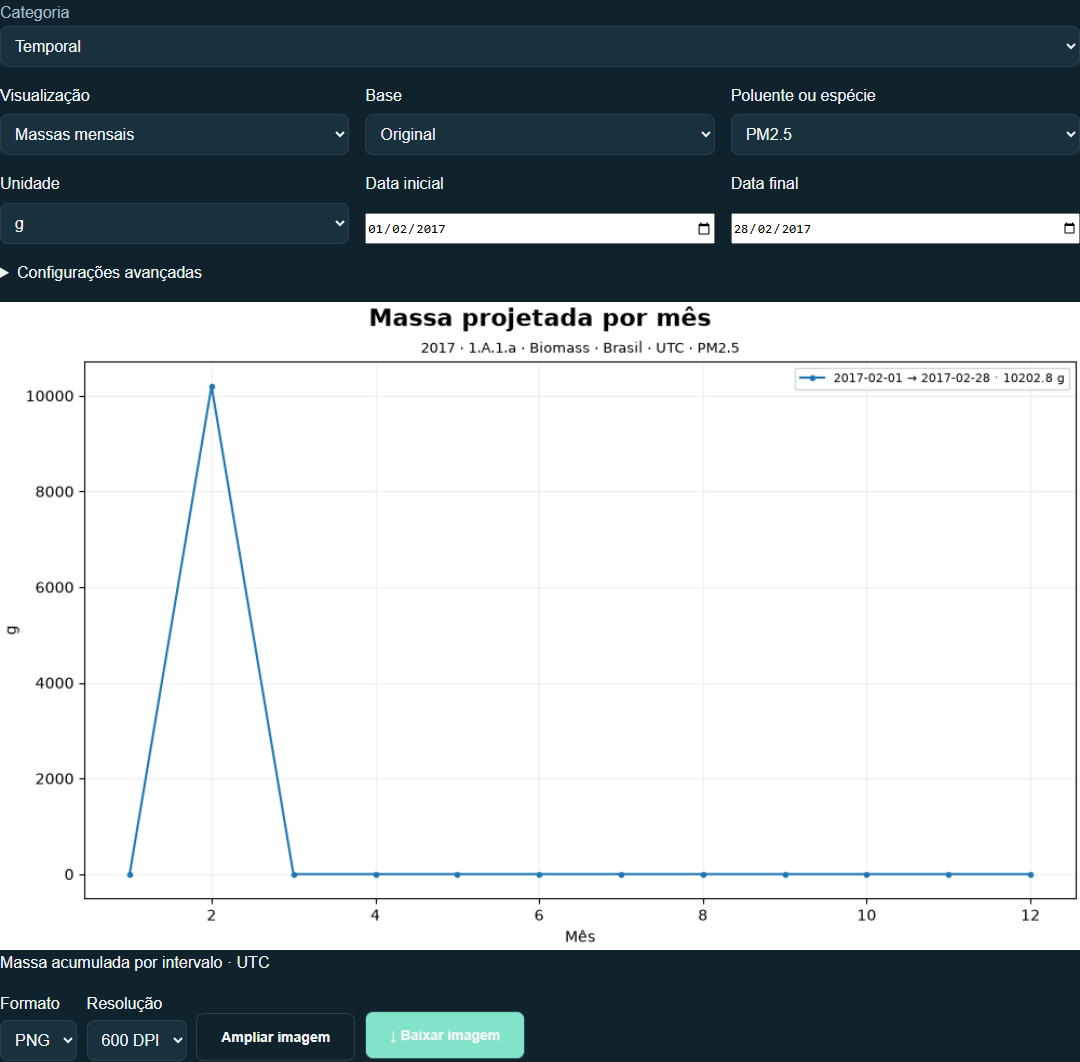 Categoria
Temporal
Visualização Base Poluente ou espécie
Massas mensais Original PM2.5
Unidade Data inicial Data final
g 01/02/2017 28/02/2017
Configurações avançadas
Massa projetada por mês
2017 · 1.A.1.a · Biomass · Brasil · UTC · PM2.5
2017-02-01 → 2017-02-28 · 10202.8 g
10000
8000
6000
g
4000
2000
0
2 4 6 8 10 12
Mês
Massa acumulada por intervalo · UTC
Formato Resolução
PNG 600 DPI Ampliar imagem ↓ Baixar imagem